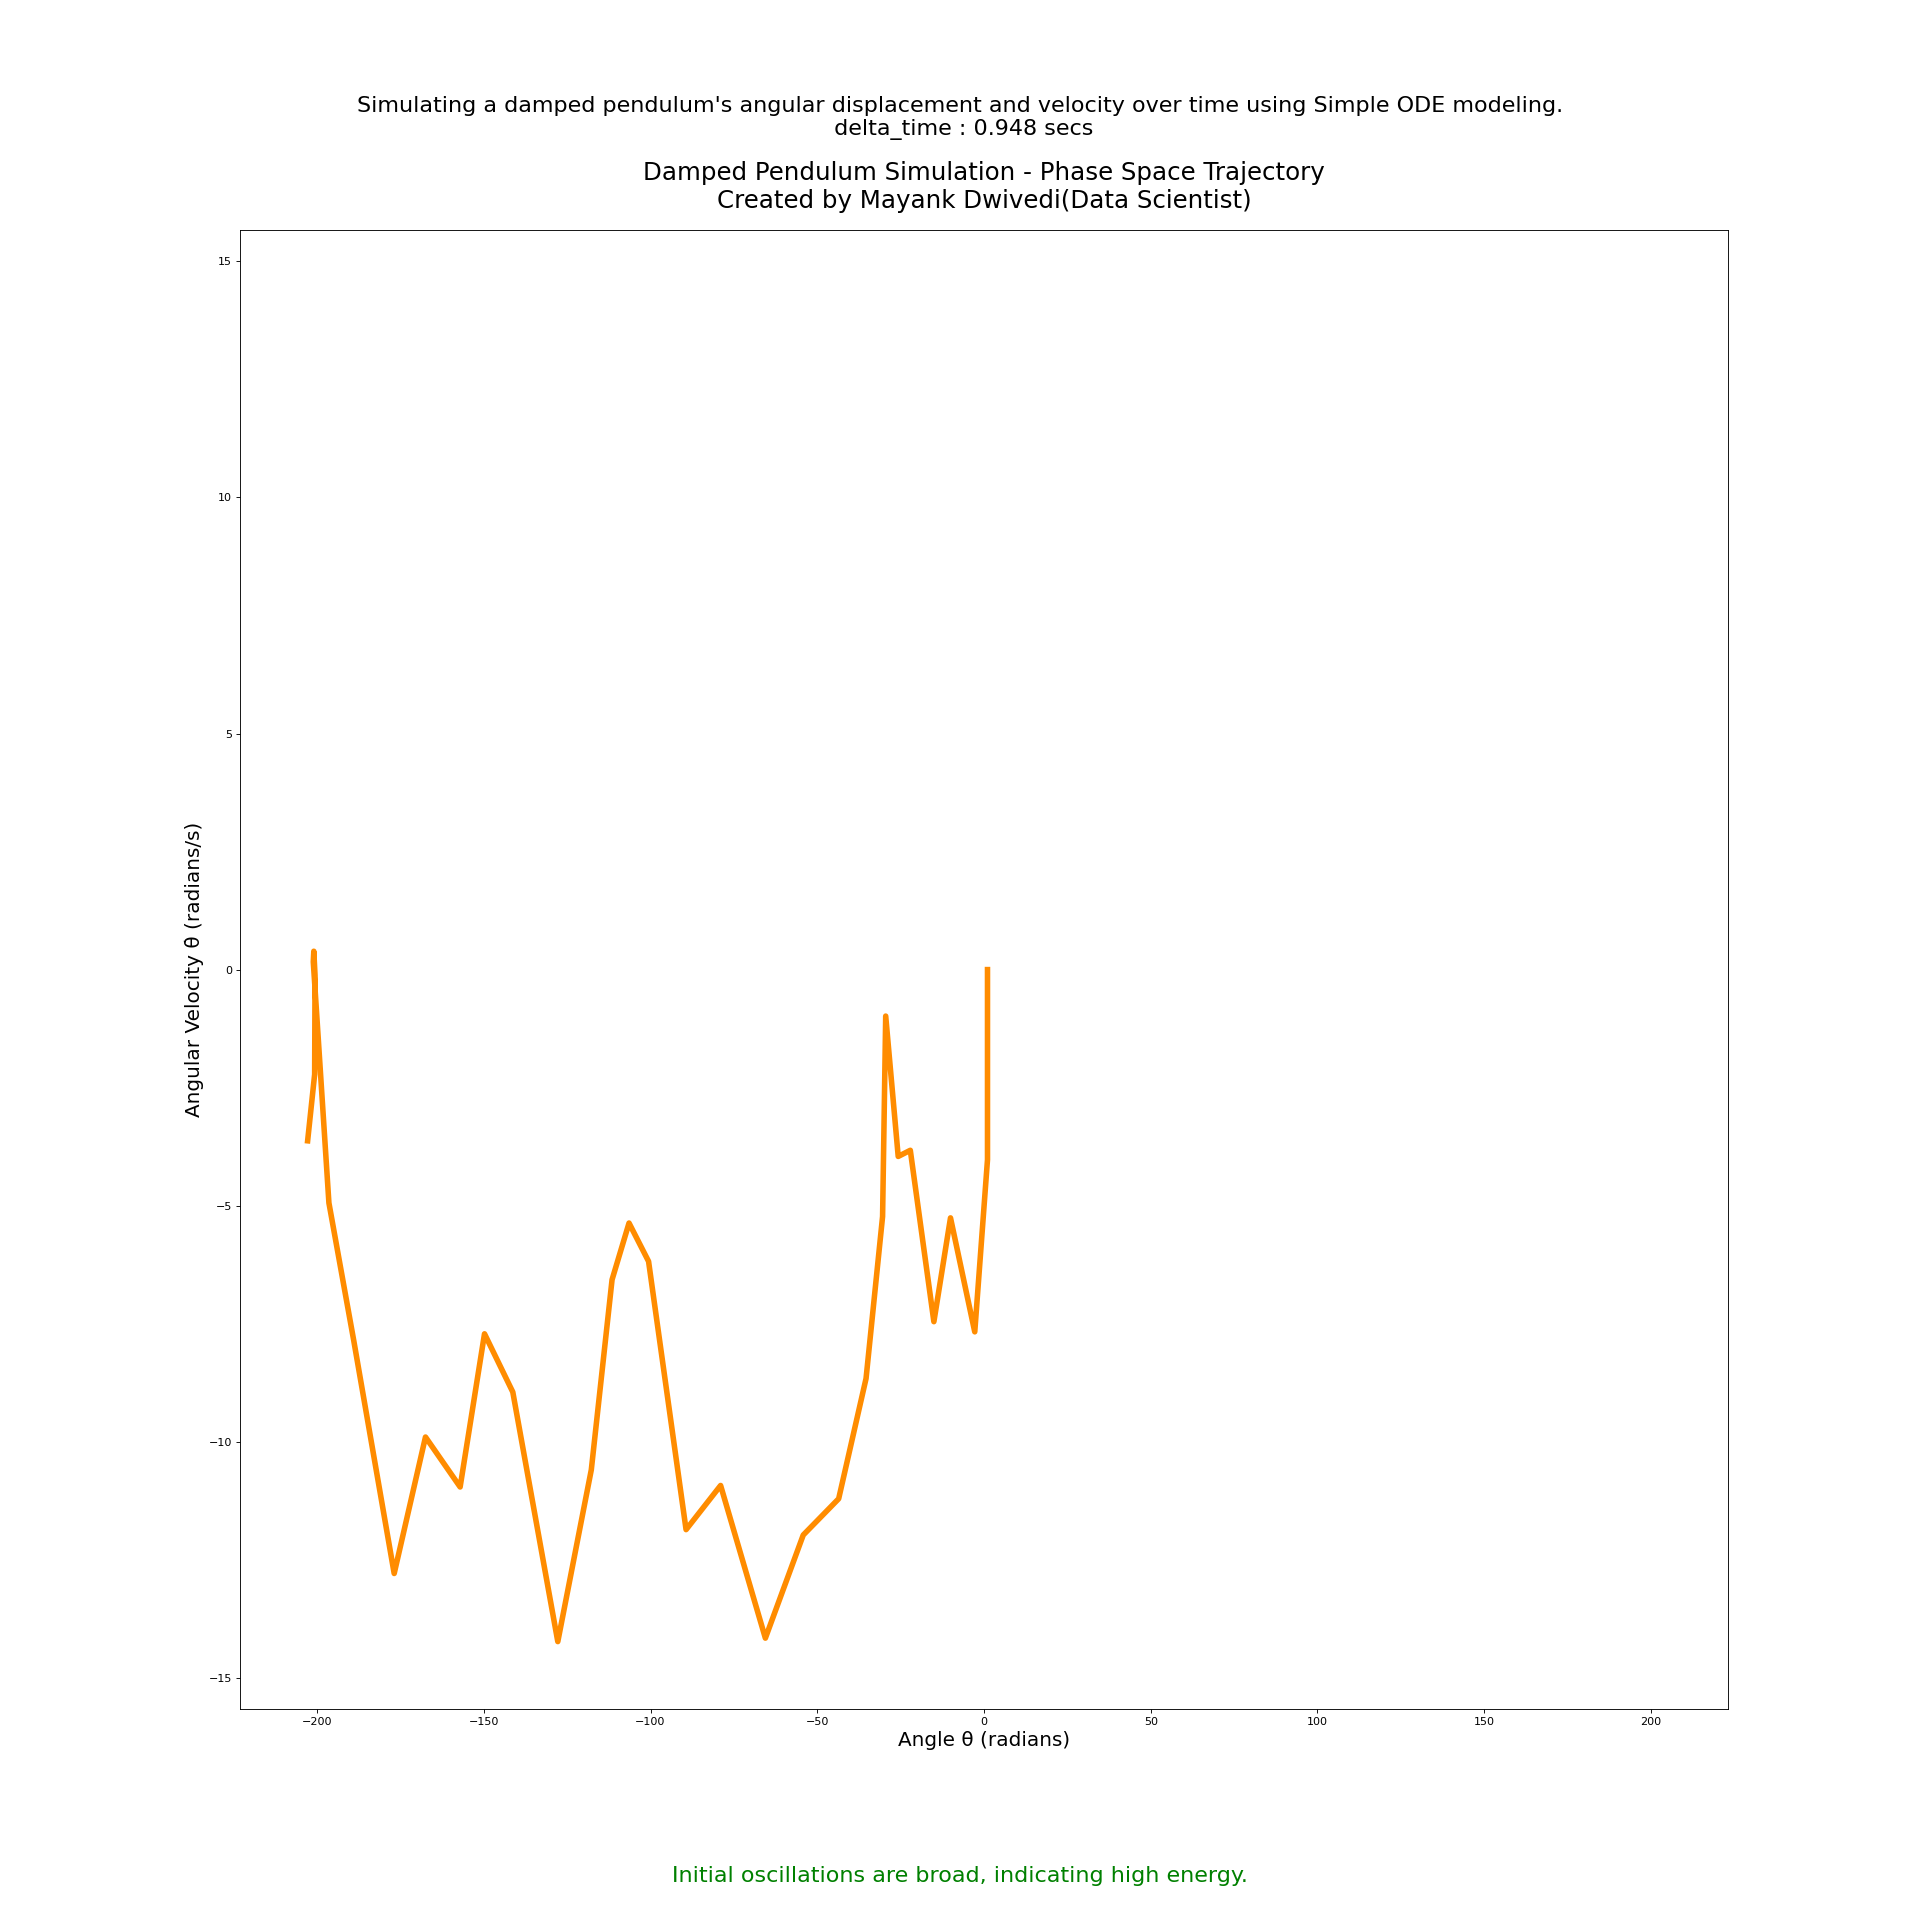 Simulating a damped pendulum's angular displacement and velocity over time using Simple ODE modeling.
delta_time : 0.948 secs
Damped Pendulum Simulation - Phase Space Trajectory
Created by Mayank Dwivedi(Data Scientist)
15
10
5
0
−5
−10
−15
Angular Velocity θ (radians/s)
−200
−150
−100
−50
0
50
100
150
200
Angle θ (radians)
Initial oscillations are broad, indicating high energy.